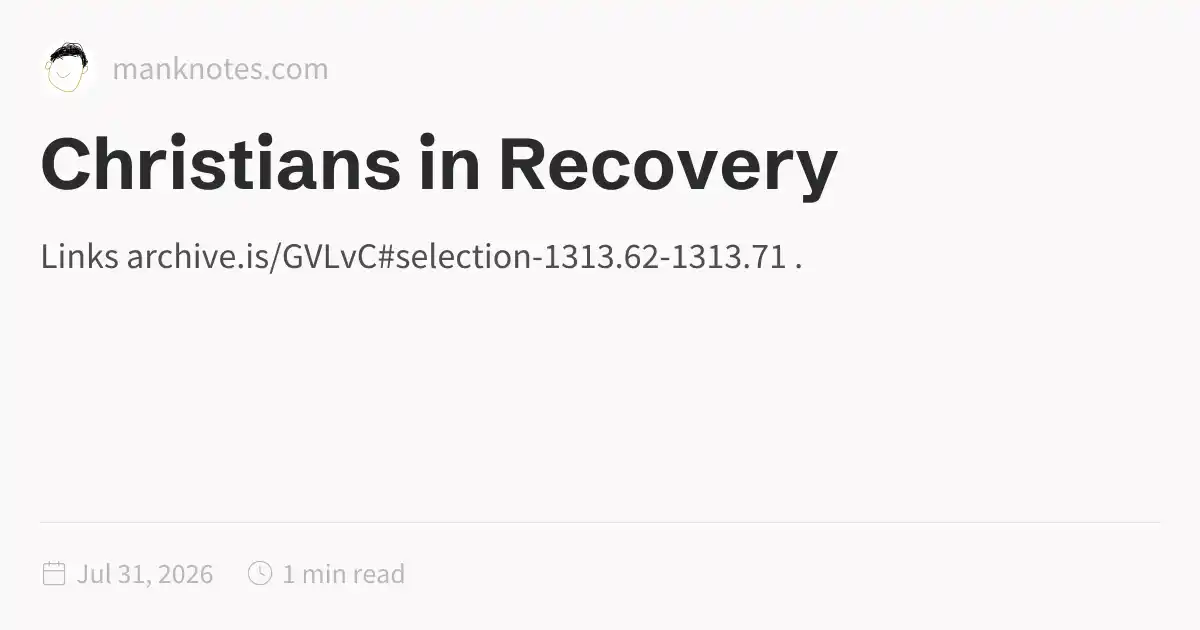 manknotes.com
Christians in Recovery
Links archive.is/GVLvC#selection-1313.62-1313.71 .
Jul 31, 2026 1 min read